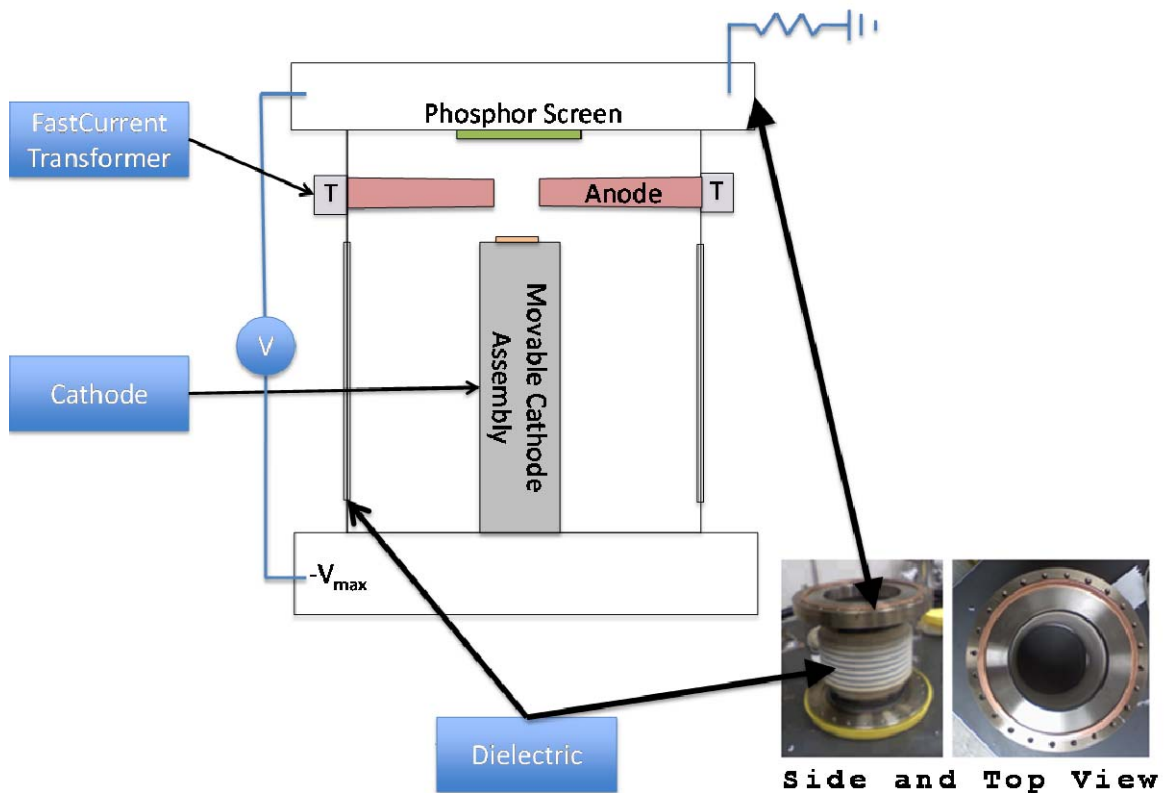 Phosphor Screen
FastCurrent
Transformer
T
Anode
T
Movable Cathode
Assembly
V
Cathode
-Vmax
Dielectric
Side and Top View